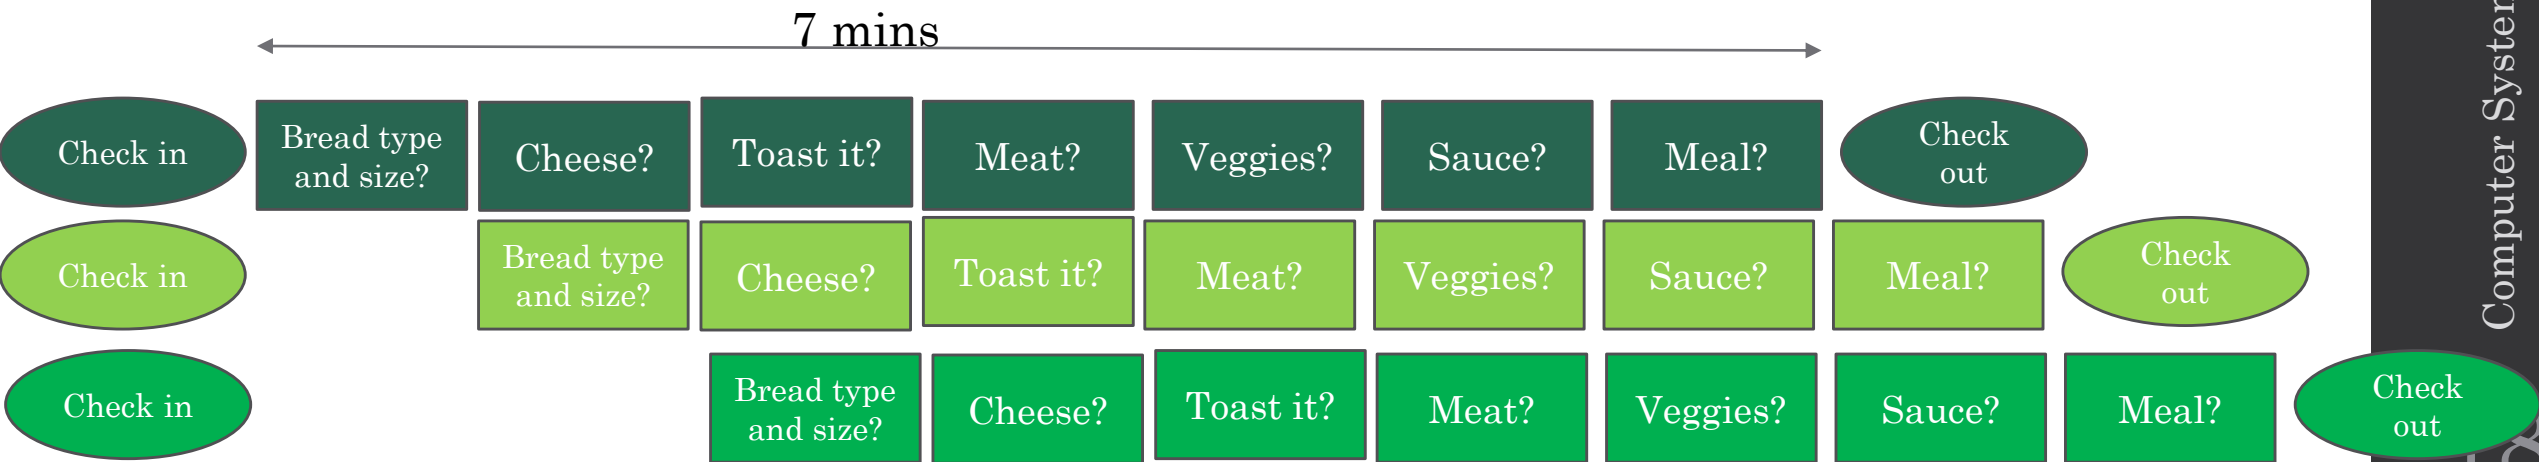 7 mins
Check in
Bread type
and size?
Cheese?
Toast it?
Meat?
Veggies?
Sauce?
Meal?
Check
out
Check in
Bread type
and size?
Cheese?
Toast it?
Meat?
Veggies?
Sauce?
Meal?
Check
out
Check in
Bread type
and size?
Cheese?
Toast it?
Meat?
Veggies?
Sauce?
Meal?
Check
out
Computer